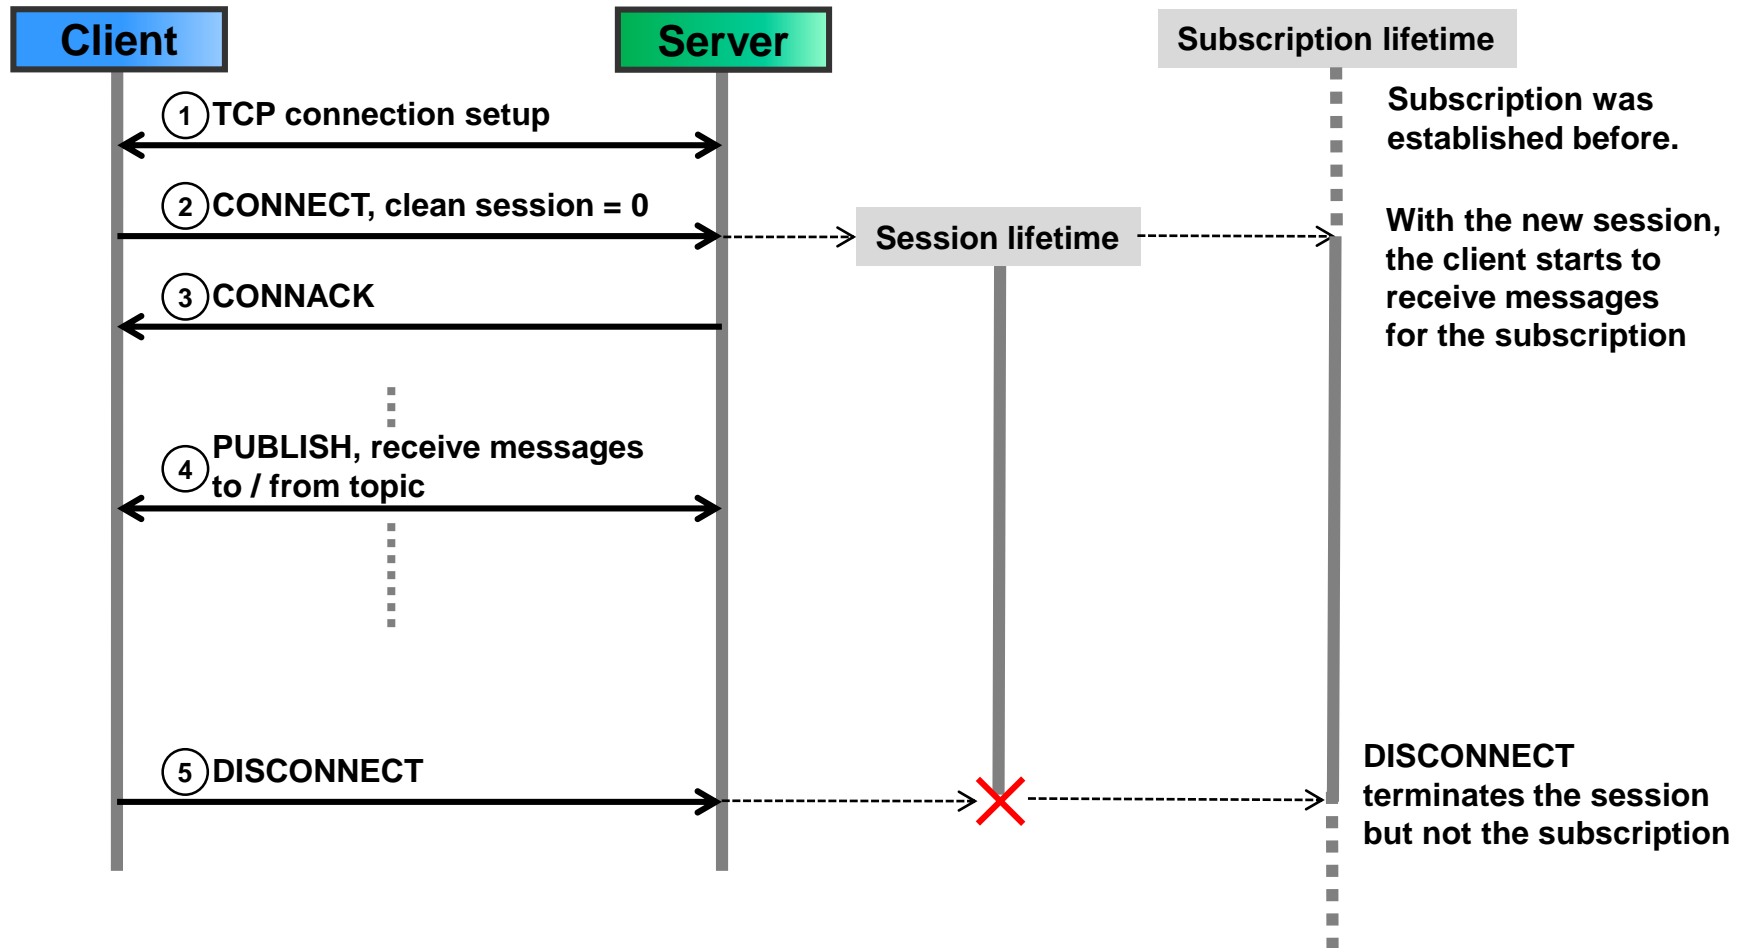 Client
Server
Subscription lifetime
1 TCP connection setup
Subscription was
established before.
2 CONNECT, clean session = 0
Session lifetime
With the new session,
the client starts to
receive messages
for the subscription
3 CONNACK
4 PUBLISH, receive messages
to / from topic
5 DISCONNECT
DISCONNECT
terminates the session
but not the subscription